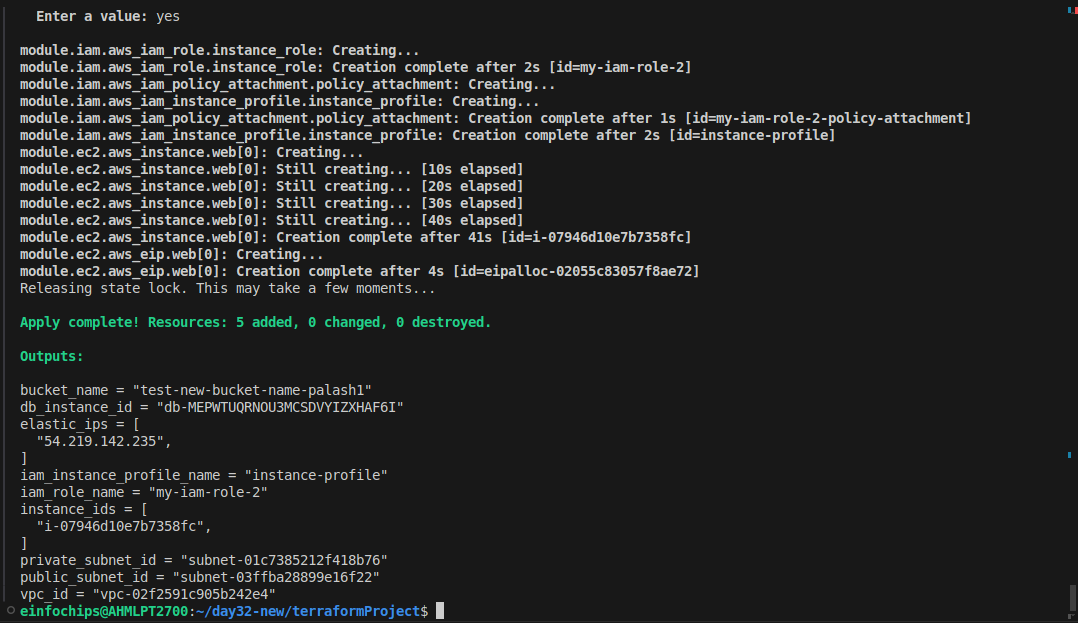 Enter a value: yes
module.iam.aws_iam_role.instance_role: Creating...
module.iam.aws_iam_role.instance_role: Creation complete after 2s [id=my-iam-role-2]
module.iam.aws_iam_policy_attachment.policy_attachment: Creating...
module.iam.aws_iam_instance_profile.instance_profile: Creating...
module.iam.aws_iam_policy_attachment.policy_attachment: Creation complete after 1s [id=my-iam-role-2-policy-attachment]
module.iam.aws_iam_instance_profile.instance_profile: Creation complete after 2s [id=instance-profile]
module.ec2.aws_instance.web[0]: Creating...
module.ec2.aws_instance.web[0]: Still creating... [10s elapsed]
module.ec2.aws_instance.web[0]: Still creating... [20s elapsed]
module.ec2.aws_instance.web[0]: Still creating... [30s elapsed]
module.ec2.aws_instance.web[0]: Still creating... [40s elapsed]
module.ec2.aws_instance.web[0]: Creation complete after 41s [id=i-07946d10e7b7358fc]
module.ec2.aws_eip.web[0]: Creating...
module.ec2.aws_eip.web[0]: Creation complete after 4s [id=eipalloc-02055c83057f8ae72]
Releasing state lock. This may take a few moments...
Apply complete! Resources: 5 added, 0 changed, 0 destroyed.
Outputs:
bucket_name = "test-new-bucket-name-palash1"
db_instance_id = "db-MEPWTUQRNOU3MCSDVYIZXHAF6I"
elastic_ips = [
  "54.219.142.235",
]
iam_instance_profile_name = "instance-profile"
iam_role_name = "my-iam-role-2"
instance_ids = [
  "i-07946d10e7b7358fc",
]
private_subnet_id = "subnet-01c7385212f418b76"
public_subnet_id = "subnet-03ffba28899e16f22"
vpc_id = "vpc-02f2591c905b242e4"
einfochips@AHMLPT2700:~/day32-new/terraformProject$